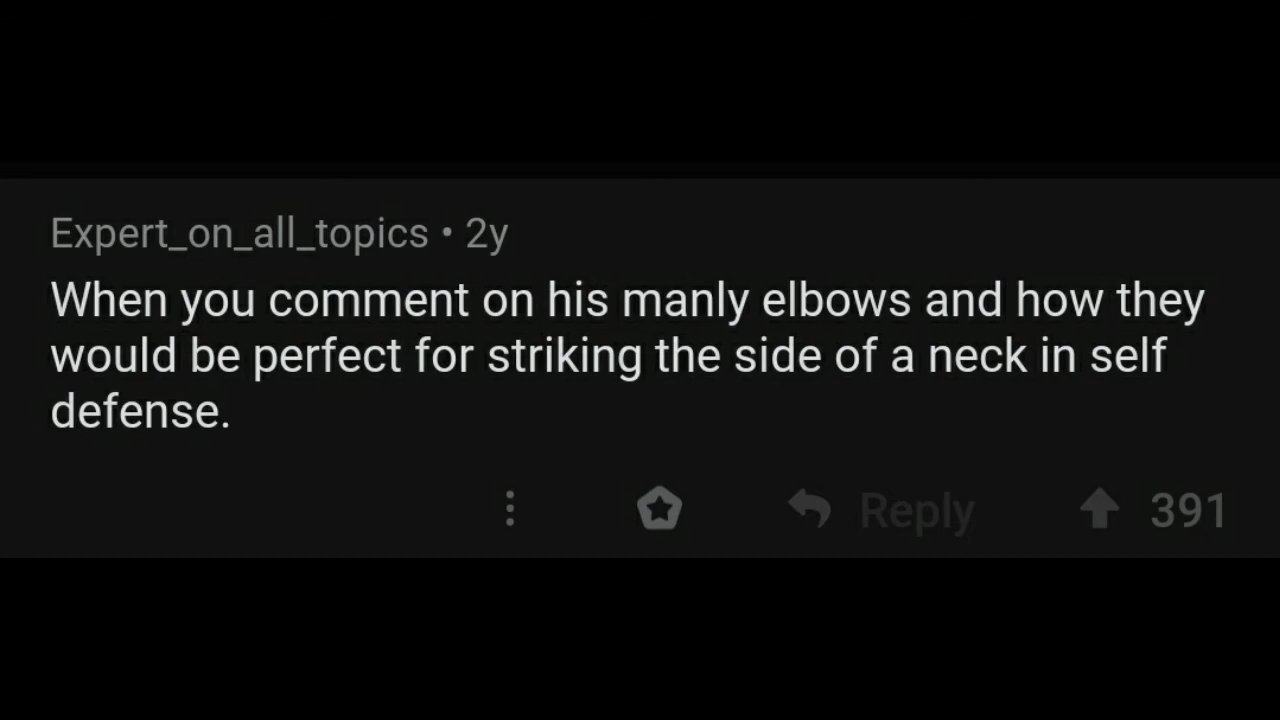 Expert_on_all_topics • 2y
When you comment on his manly elbows and how they
would be perfect for striking the side of a neck in self
defense.
Reply 391